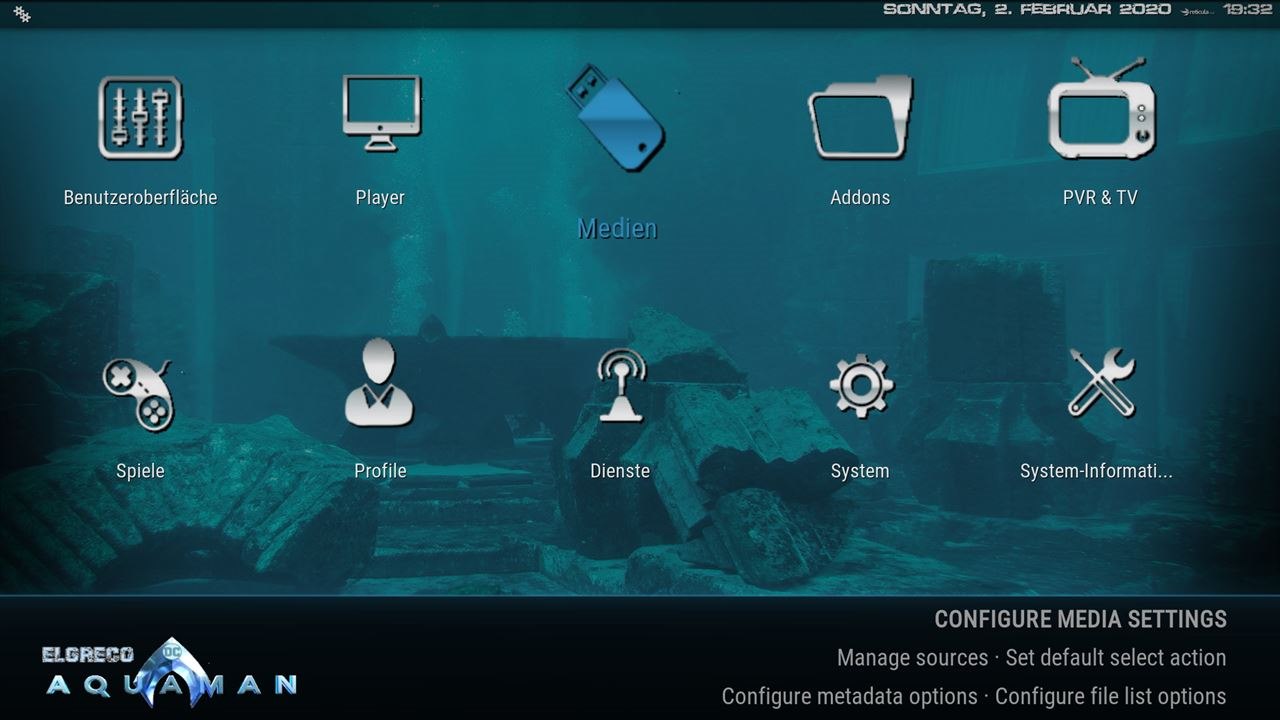 SONNTAG, 2. FEBRUAR 2020 19:32
Benutzeroberfläche
Player
Medien
Addons
PVR & TV
Spiele
Profile
Dienste
System
System-Informati...
CONFIGURE MEDIA SETTINGS
Manage sources · Set default select action
Configure metadata options · Configure file list options
ELGRECO
DC
AQUAMAN